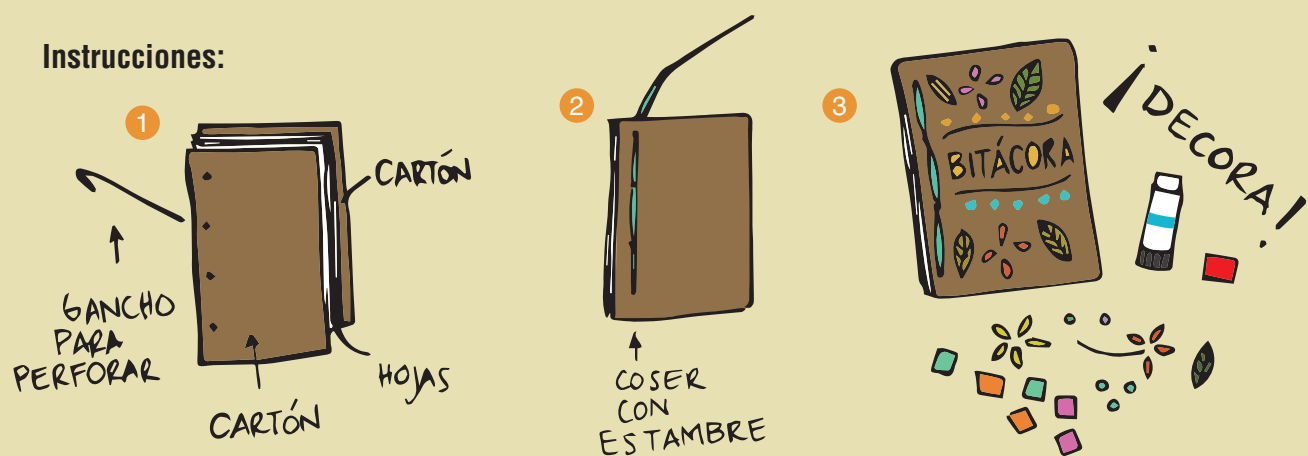 Instrucciones:
1
CARTÓN
GANCHO
PARA
PERFORAR
HOJAS
CARTÓN
2
COSER
CON
ESTAMBRE
3
BITÁCORA
¡DECORA!